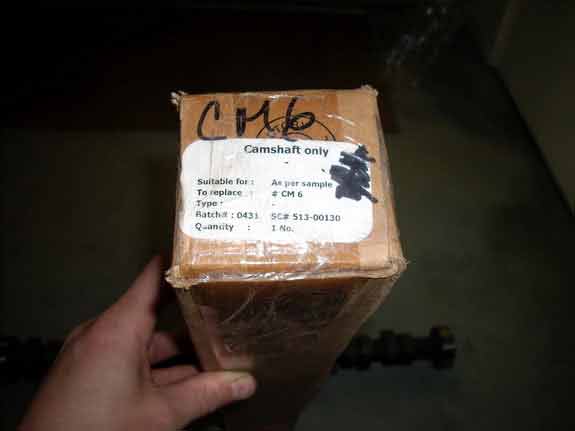 CM6
Camshaft only
-
Suitable for : As per sample
To replace : # CM 6
Type : -
Batch# : 0431 SC# 513-00130
Quantity : 1 No.